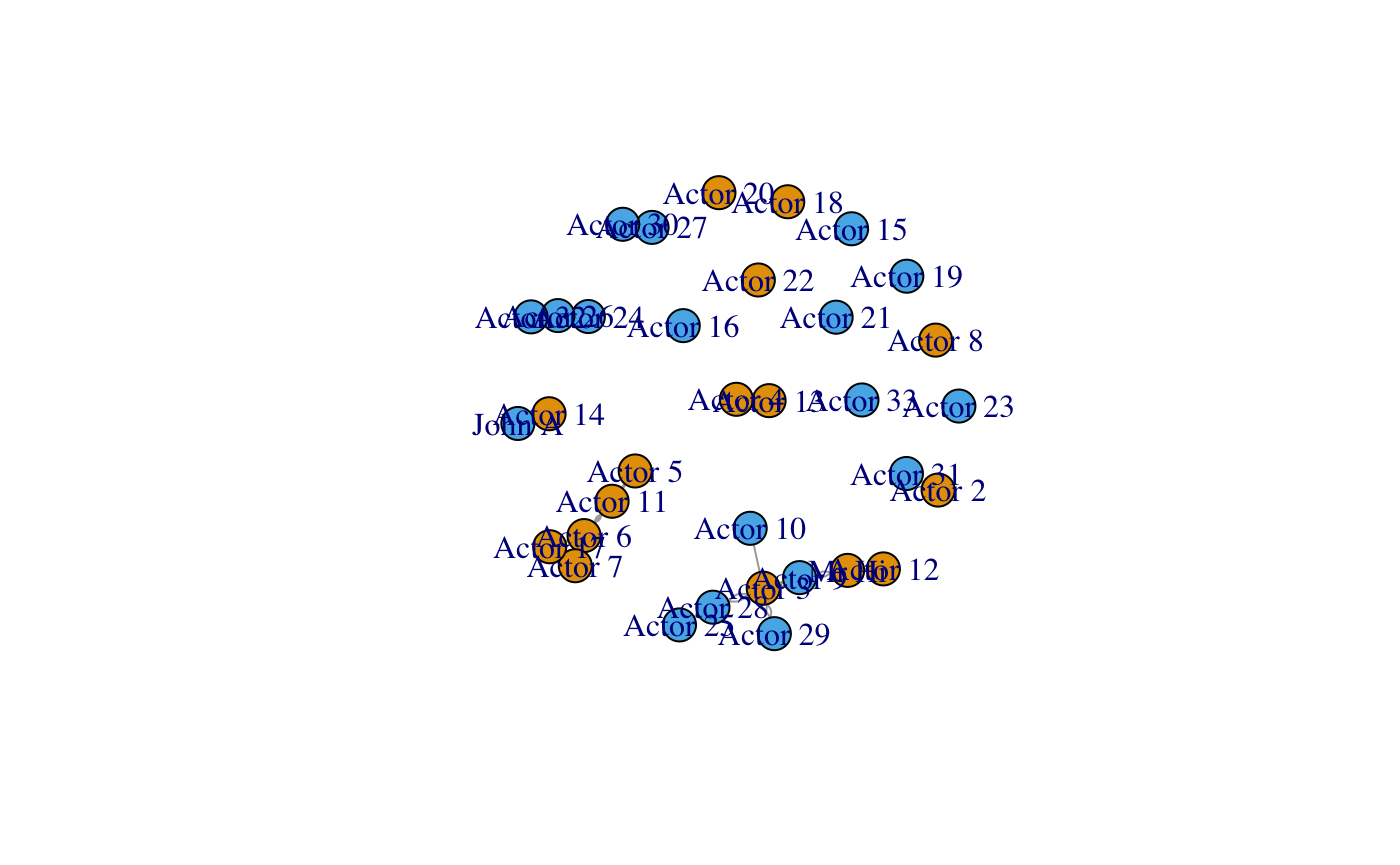 Actor 20
Actor 18
Actor 30
Actor 27
Actor 15
Actor 22
Actor 19
Actor 32
Actor 26
Actor 24
Actor 16
Actor 21
Actor 8
Actor 4
Actor 13
Actor 33
Actor 23
Actor 14
John A
Actor 5
Actor 31
Actor 2
Actor 11
Actor 10
Actor 6
Actor 17
Actor 7
Actor 3
Actor 9
Mr Hi
Actor 12
Actor 28
Actor 25
Actor 29